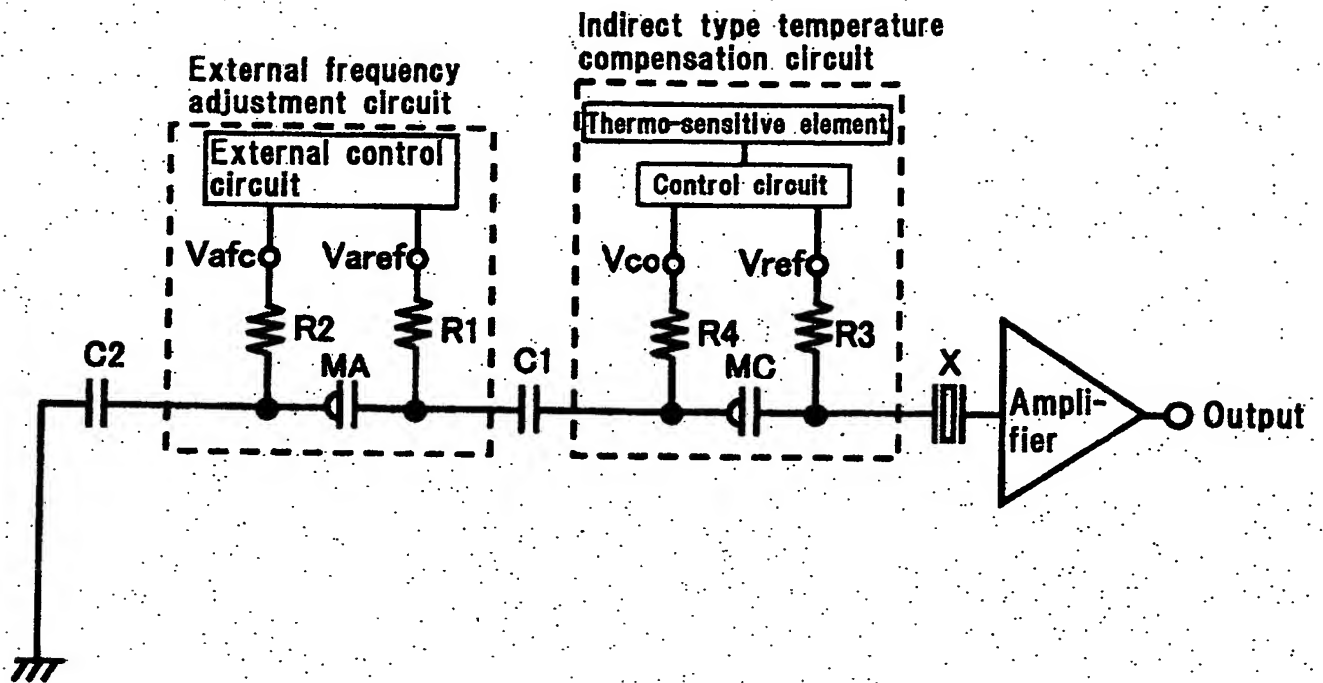 Indirect type temperature
compensation circuit
External frequency
adjustment circuit
Thermo-sensitive element
External control
circuit
Control circuit
Vafc
Varef
Vco
Vref
R2
R1
R4
R3
C2
MA
C1
MC
X
Ampli-
fier
Output